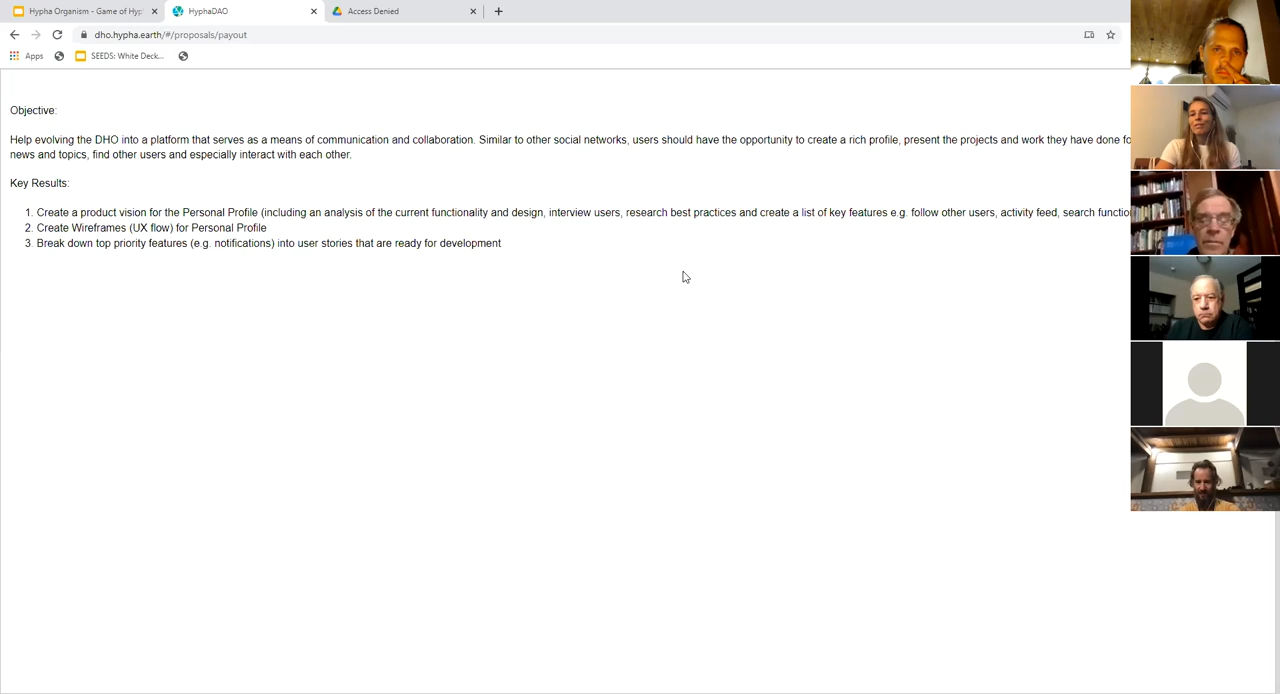 Hypha Organism - Game of Hyp
HyphaDAO
Access Denied
dho.hypha.earth/#/proposals/payout
Apps
SEEDS: White Deck...
Objective:
Help evolving the DHO into a platform that serves as a means of communication and collaboration. Similar to other social networks, users should have the opportunity to create a rich profile, present the projects and work they have done
news and topics, find other users and especially interact with each other.
Key Results:
1. Create a product vision for the Personal Profile (including an analysis of the current functionality and design, interview users, research best practices and create a list of key features e.g. follow other users, activity feed, search
2. Create Wireframes (UX flow) for Personal Profile
3 Break down top priority features (e.g. notifications) into user stories that are ready for development